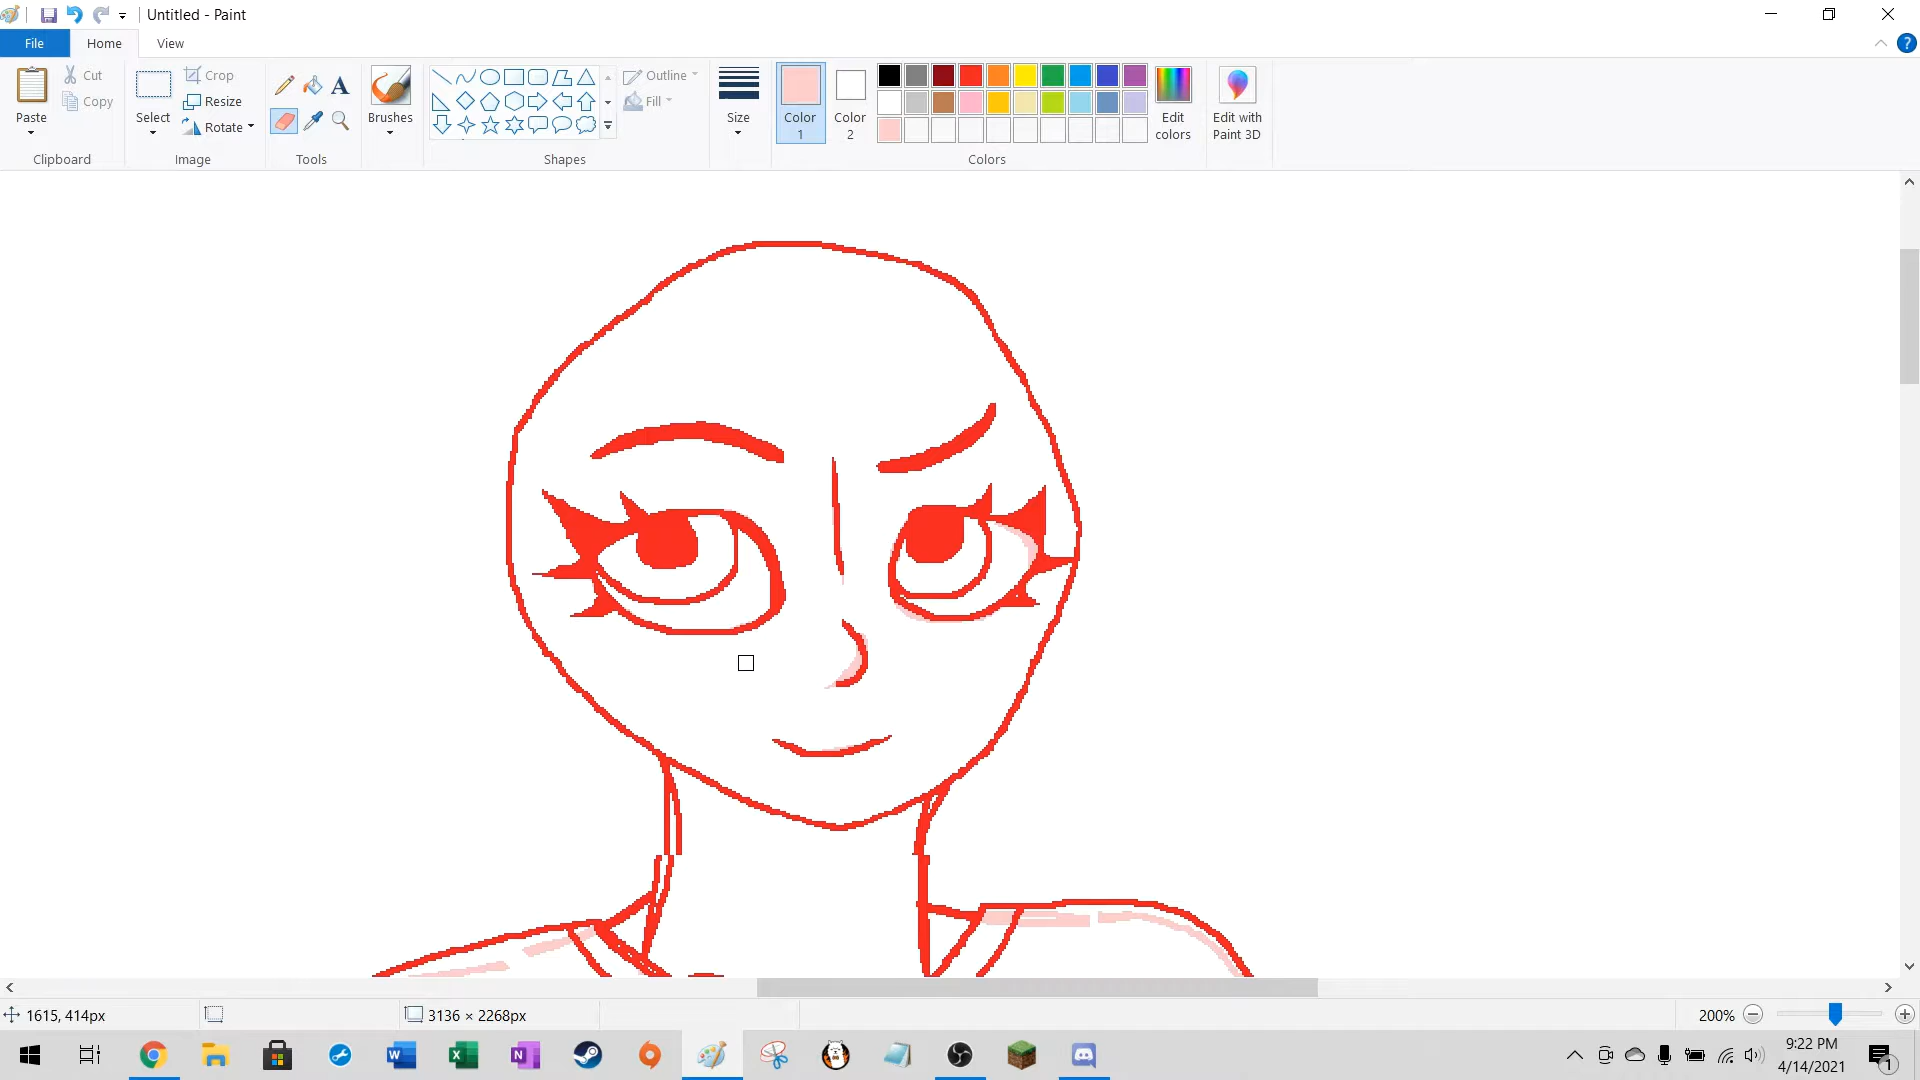 Untitled - Paint
File Home View
Paste
Cut
Copy
Clipboard
Select
Crop
Resize
Rotate
Image
Tools
Brushes
Shapes
Outline
Fill
Size
Color
1
Color
2
Edit
colors
Colors
Edit with
Paint 3D
1615, 414px
3136 × 2268px
200%
9:22 PM
4/14/2021
1